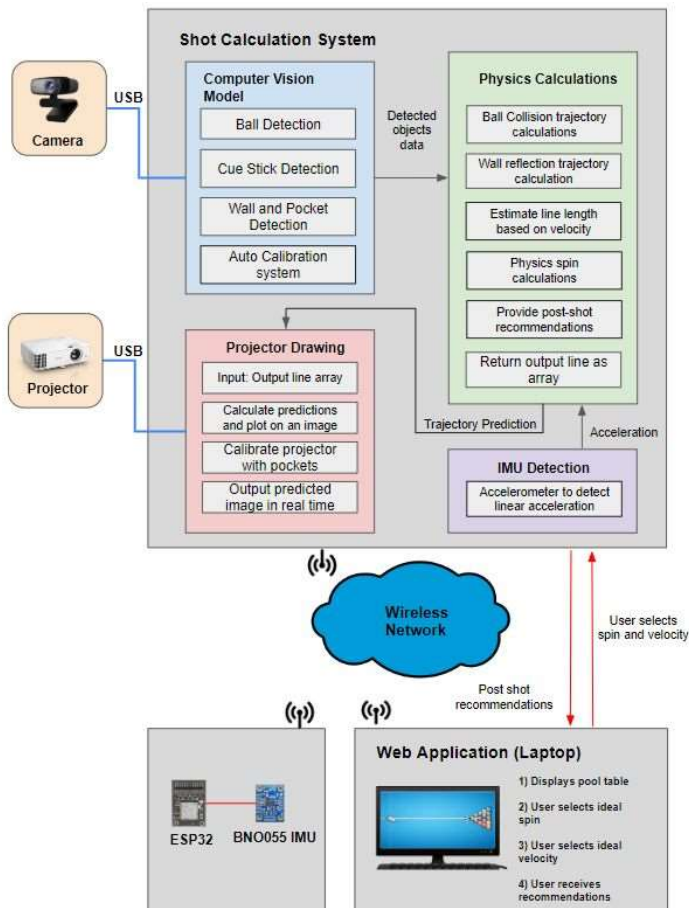 Shot Calculation System
Camera
USB
Computer Vision
Model
Ball Detection
Cue Stick Detection
Wall and Pocket
Detection
Auto Calibration
system
Detected
objects
data
Physics Calculations
Ball Collision trajectory
calculations
Wall reflection trajectory
calculation
Estimate line length
based on velocity
Physics spin
calculations
Provide post-shot
recommendations
Return output line as
array
Projector
USB
Projector Drawing
Input: Output line array
Calculate predictions
and plot on an image
Calibrate projector
with pockets
Output predicted
image in real time
Trajectory Prediction
Acceleration
IMU Detection
Accelerometer to detect
linear acceleration
Wireless
Network
User selects
spin and velocity
Post shot
recommendations
ESP32
BNO055 IMU
Web Application (Laptop)
1) Displays pool table
2) User selects ideal
spin
3) User selects ideal
velocity
4) User receives
recommendations